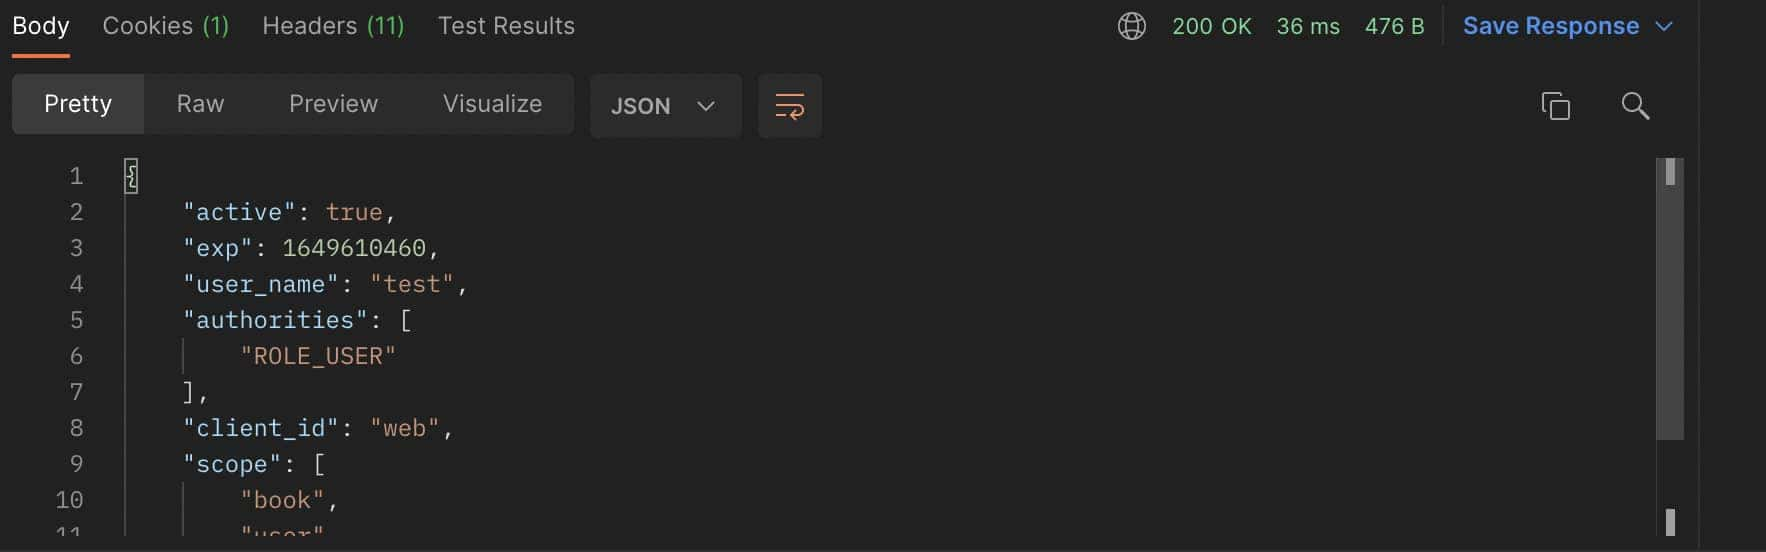 Body Cookies (1) Headers (11) Test Results 200 OK 36 ms 476 B Save Response
Pretty Raw Preview Visualize JSON
1 {
2 "active": true,
3 "exp": 1649610460,
4 "user_name": "test",
5 "authorities": [
6 "ROLE_USER"
7 ],
8 "client_id": "web",
9 "scope": [
10 "book",
11 "user"